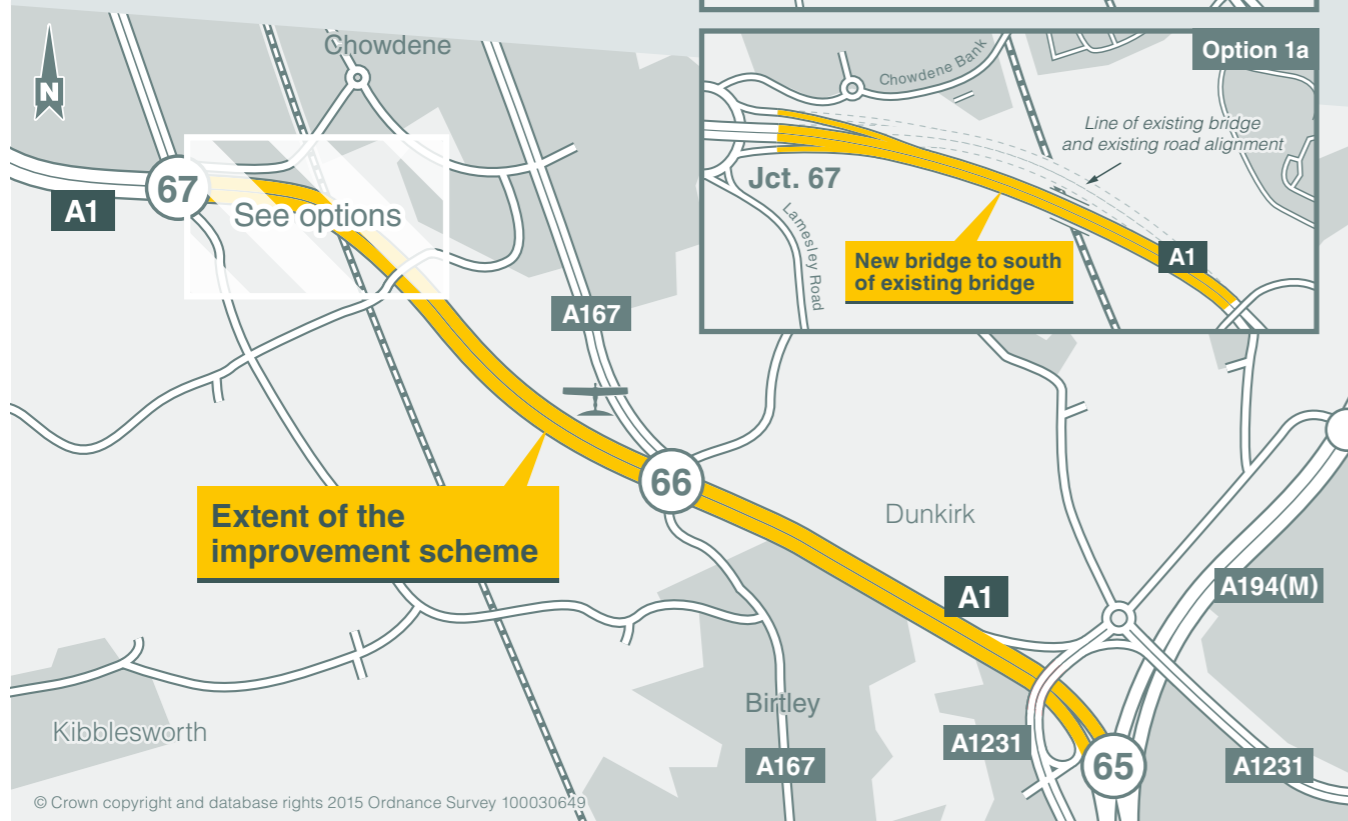 Chowdene
N
67
A1
See options
A167
Option 1a
Chowdene Bank
Line of existing bridge
and existing road alignment
Jct. 67
Lamesley Road
New bridge to south
of existing bridge
A1
66
Extent of the
improvement scheme
Dunkirk
A1
A194(M)
Birtley
Kibblesworth
A1231
A167
65
A1231
© Crown copyright and database rights 2015 Ordnance Survey 100030649